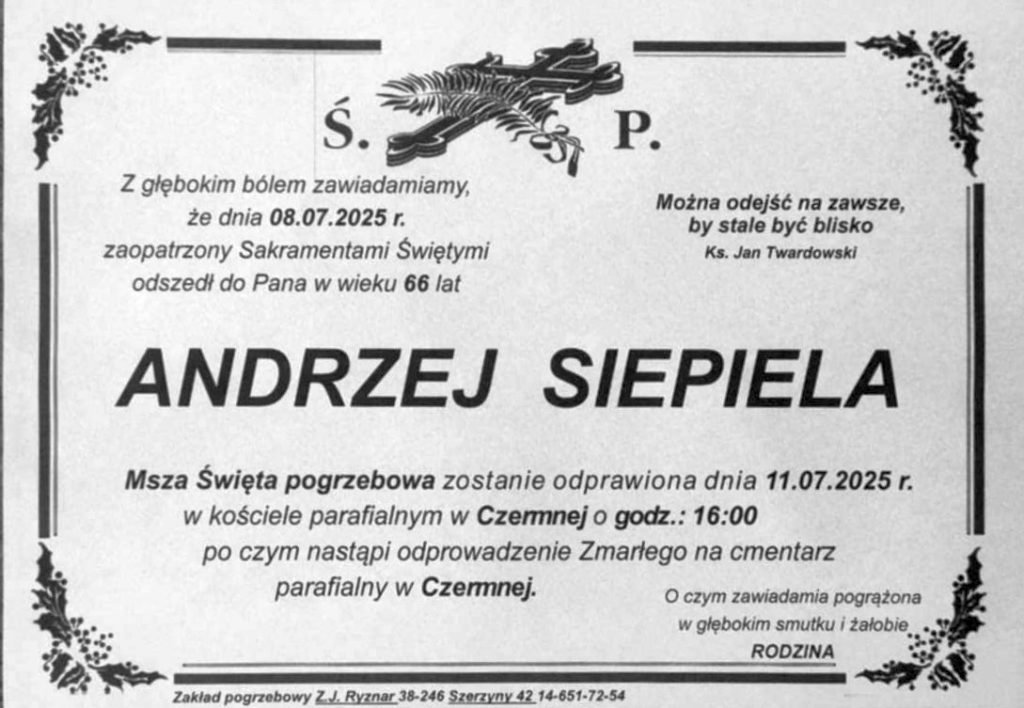 Ś. P.
Z głębokim bólem zawiadamiamy,
że dnia 08.07.2025 r.
zaopatrzony Sakramentami Świętymi
odszedł do Pana w wieku 66 lat
Można odejść na zawsze,
by stale być blisko
Ks. Jan Twardowski
ANDRZEJ SIEPIELA
Msza Święta pogrzebowa zostanie odprawiona dnia 11.07.2025 r.
w kościele parafialnym w Czermnej o godz.: 16:00
po czym nastąpi odprowadzenie Zmarłego na cmentarz
parafialny w Czermnej.
O czym zawiadamia pogrążona
w głębokim smutku i żałobie
RODZINA
Zakład pogrzebowy Z.J. Ryznar 38-246 Szerzyny 42 14-651-72-54